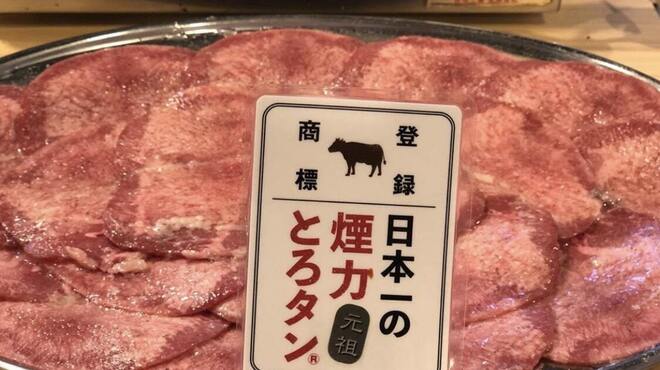 登録
商標
日本一の
煙力
元祖
とろタン®